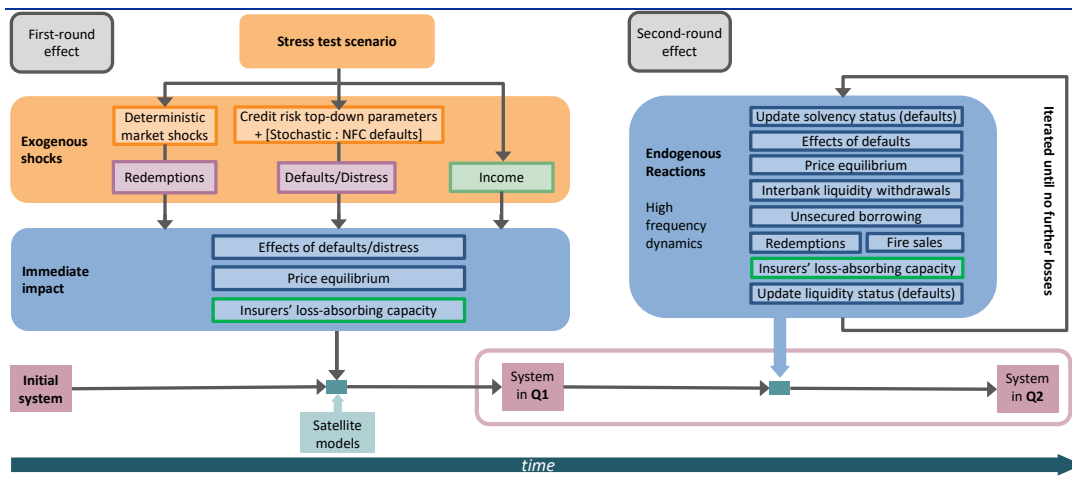 First-round
effect
Stress test scenario
Exogenous
shocks
Deterministic
market shocks
Credit risk top-down parameters
+ [Stochastic : NFC defaults]
Redemptions
Defaults/Distress
Income
Immediate
impact
Effects of defaults/distress
Price equilibrium
Insurers' loss-absorbing capacity
Second-round
effect
Endogenous
Reactions
High
frequency
dynamics
Update solvency status (defaults)
Effects of defaults
Price equilibrium
Interbank liquidity withdrawals
Unsecured borrowing
Redemptions
Fire sales
Insurers' loss-absorbing capacity
Update liquidity status (defaults)
Iterated until no further losses
Initial
system
Satellite
models
System
in Q1
System
in Q2
time